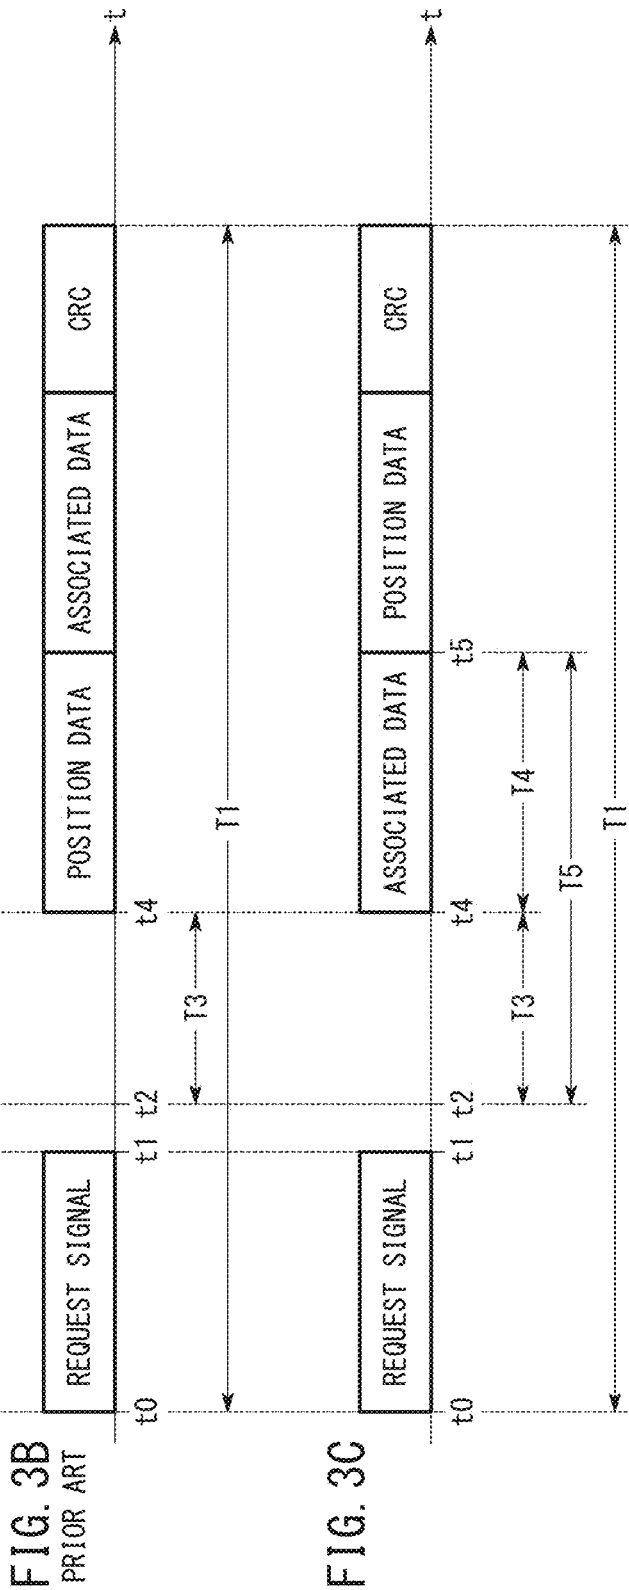 FIG. 3B
PRIOR ART
REQUEST SIGNAL
POSITION DATA
ASSOCIATED DATA
CRC
t0
t1
t2
t4
t
T3
T1
FIG. 3C
REQUEST SIGNAL
ASSOCIATED DATA
POSITION DATA
CRC
t0
t1
t2
t4
t5
t
T3
T4
T5
T1